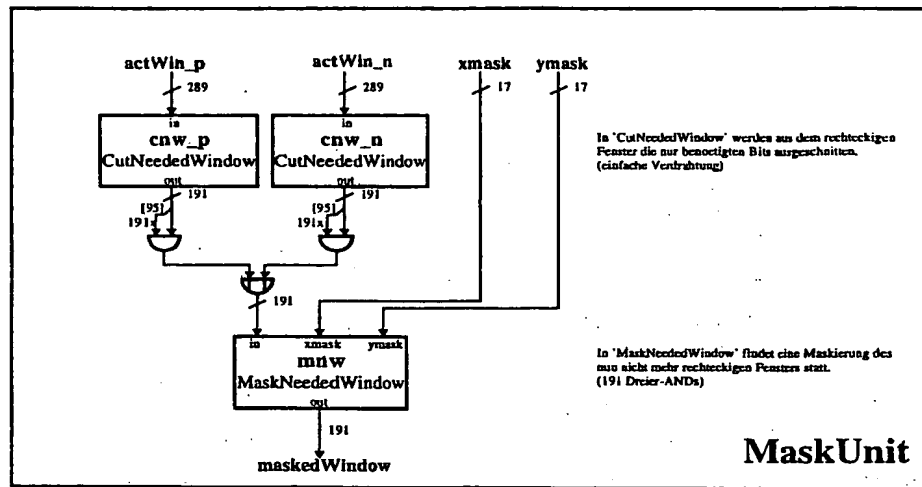 actWin_p actWin_n xmask ymask
289 289 17 17
in in
cnw_p cnw_n
CutNeededWindow CutNeededWindow
out out
191 191
[95] [95]
191x 191x
In 'CutNeededWindow' werden aus dem rechteckigen
Fenster die nur benoetigten Bits ausgeschnitten.
(einfache Verdrahtung)
191
in xmask ymask
mnw
MaskNeededWindow
out
In 'MaskNeededWindow' findet eine Maskierung des
nun nicht mehr rechteckigen Fensters statt.
(191 Dreier-ANDs)
191
maskedWindow
MaskUnit